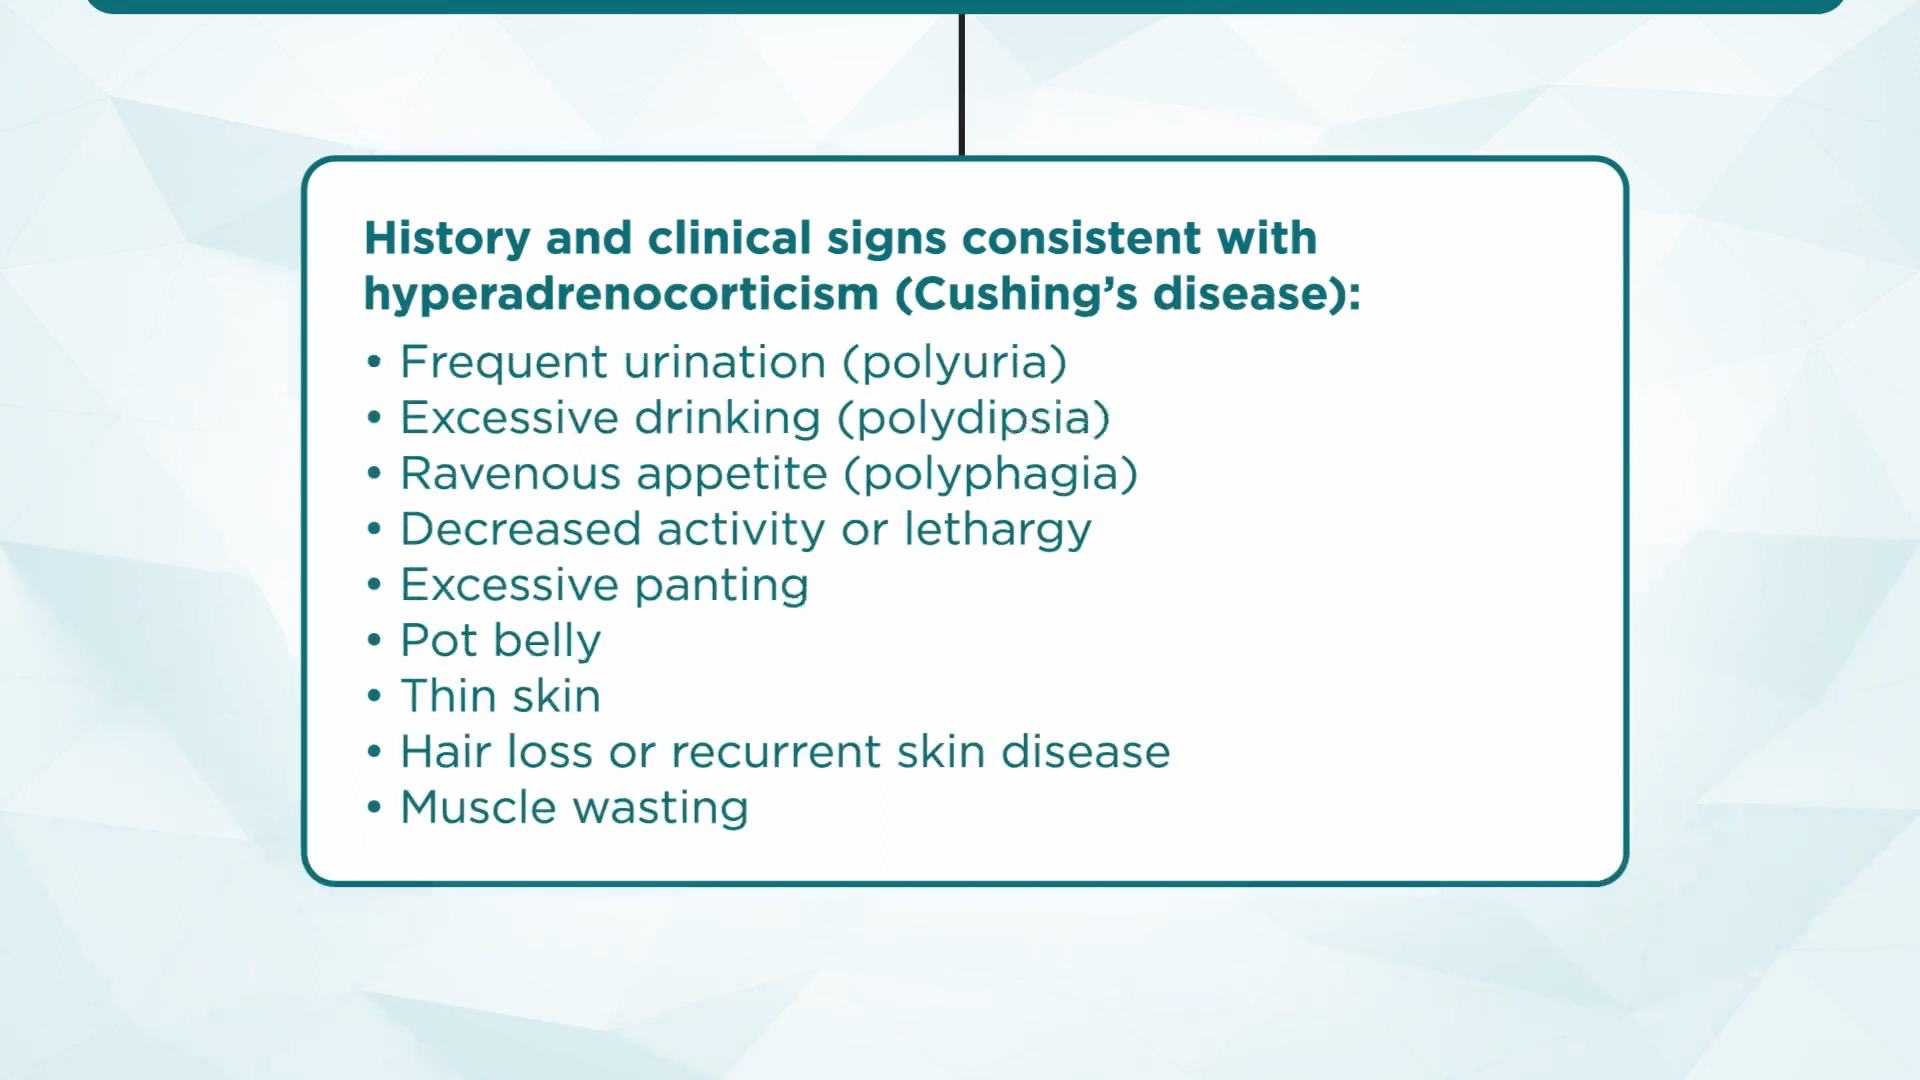 History and clinical signs consistent with
hyperadrenocorticism (Cushing’s disease):
• Frequent urination (polyuria)
• Excessive drinking (polydipsia)
• Ravenous appetite (polyphagia)
• Decreased activity or lethargy
• Excessive panting
• Pot belly
• Thin skin
• Hair loss or recurrent skin disease
• Muscle wasting